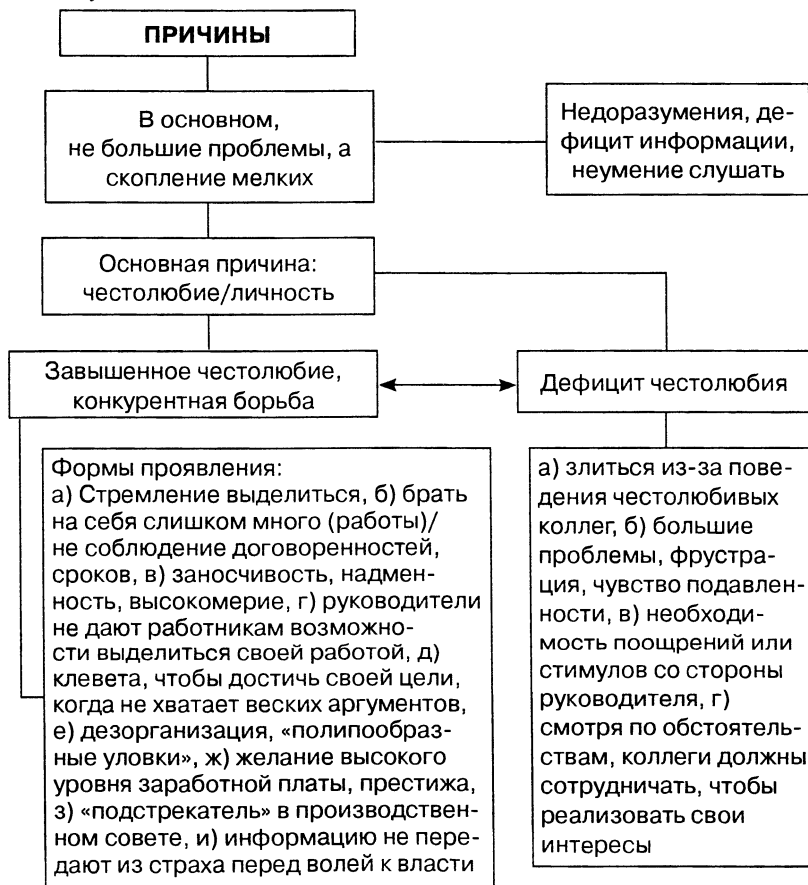 ПРИЧИНЫ
В основном,
не большие проблемы, а
скопление мелких
Недоразумения, де-
фицит информации,
неумение слушать
Основная причина:
честолюбие/личность
Завышенное честолюбие,
конкурентная борьба
Дефицит честолюбия
Формы проявления:
а) Стремление выделиться, б) брать
на себя слишком много (работы)/
не соблюдение договоренностей,
сроков, в) заносчивость, надмен-
ность, высокомерие, г) руководители
не дают работникам возможно-
сти выделиться своей работой, д)
клевета, чтобы достичь своей цели,
когда не хватает веских аргументов,
е) дезорганизация, «полипообраз-
ные уловки», ж) желание высокого
уровня заработной платы, престижа,
з) «подстрекатель» в производствен-
ном совете, и) информацию не пере-
дают из страха перед волей к власти
а) злиться из-за пове-
дения честолюбивых
коллег, б) большие
проблемы, фрустра-
ция, чувство подавлен-
ности, в) необходи-
мость поощрений или
стимулов со стороны
руководителя, г)
смотря по обстоятель-
ствам, коллеги должны
сотрудничать, чтобы
реализовать свои
интересы